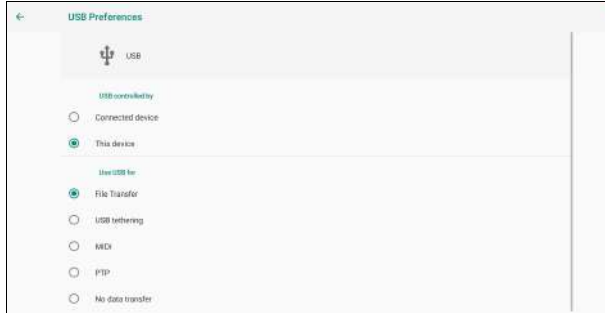 USB Preferences
USB
USB controlled by
Connected device
This device
Use USB for
File Transfer
USB tethering
MIDI
PTP
No data transfer